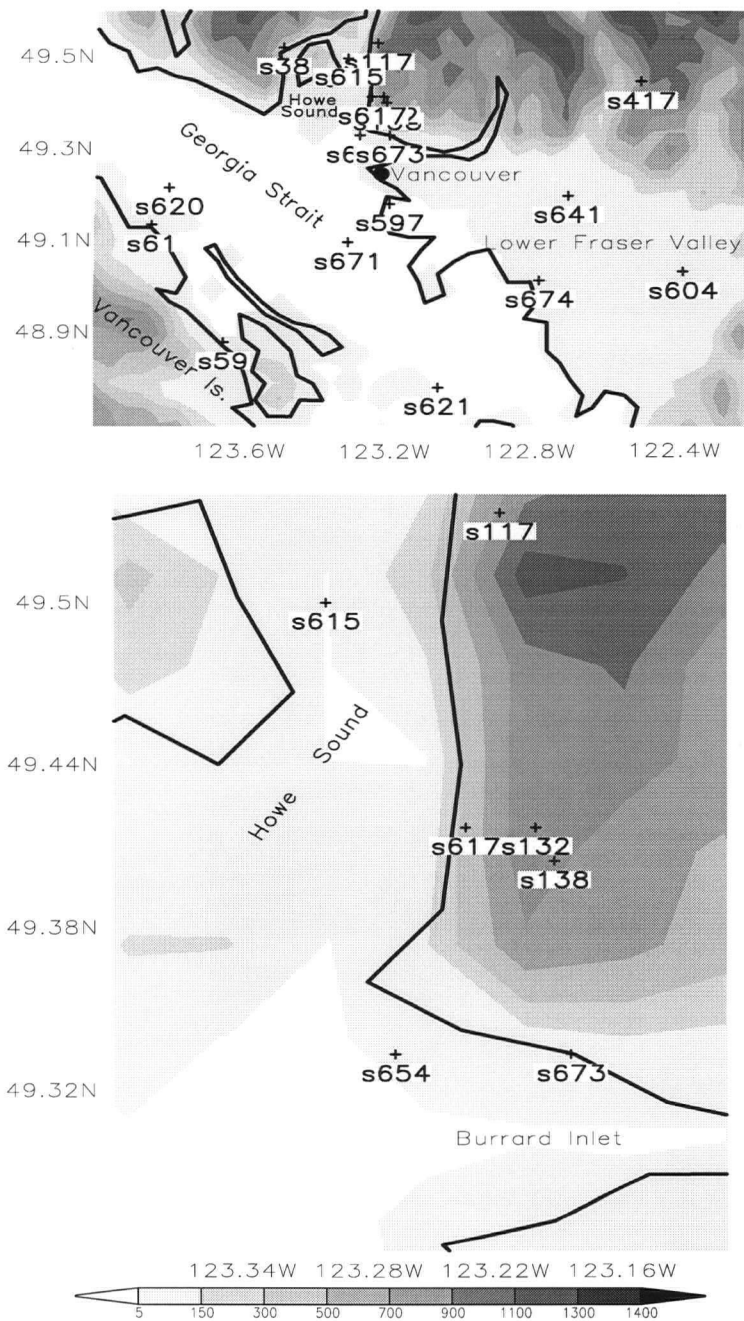 49.5N
s38
s615
s117
s417
Howe
Sound
s617
49.3N
s673
Georgia Strait
Vancouver
s620
s641
s597
s61
49.1N
s671
Lower Fraser Valley
s674
s604
48.9N
Vancouver Is.
s59
s621
123.6W 123.2W 122.8W 122.4W
s117
49.5N
s615
49.44N
Howe Sound
s617 s132
s138
49.38N
s654 s673
49.32N
Burrard Inlet
123.34W 123.28W 123.22W 123.16W
5 150 300 500 700 900 1100 1300 1400